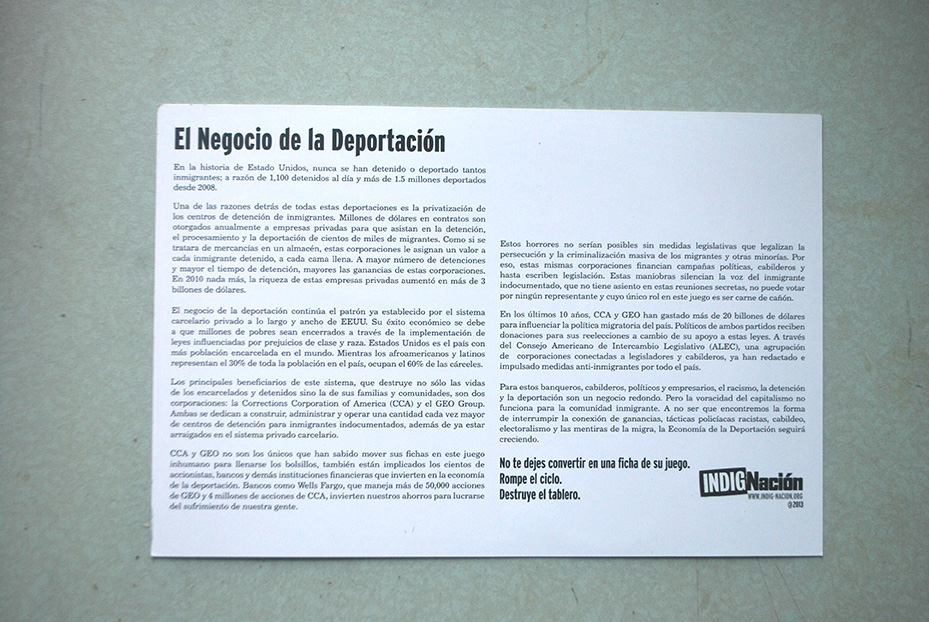 El Negocio de la Deportación
En la historia de Estado Unidos, nunca se han detenido o deportado tantos
inmigrantes; a razón de 1,100 detenidos al día y más de 1.5 millones deportados
desde 2008.
Una de las razones detrás de todas estas deportaciones es la privatización de
los centros de detención de inmigrantes. Millones de dólares en contratos son
otorgados anualmente a empresas privadas para que asistan en la detención,
el procesamiento y la deportación de cientos de miles de migrantes. Como si se
tratara de mercancías en un almacén, estas corporaciones le asignan un valor a
cada inmigrante detenido, a cada cama llena. A mayor número de detenciones
y mayor el tiempo de detención, mayores las ganancias de estas corporaciones.
En 2010 nada más, la riqueza de estas empresas privadas aumentó en más de 3
billones de dólares.
El negocio de la detención continúa el patrón ya establecido por el sistema
carcelario privado a lo largo y ancho de EEUU. Su éxito económico se debe
a que millones de pobres sean encerrados a través de la implementación de
leyes influenciadas por prejuicios de clase y raza. Estados Unidos es el país con
más población encarcelada en el mundo. Mientras los afroamericanos y latinos
representan el 30% de toda la población en el país, ocupan el 60% de las cárceles.
Los principales beneficiarios de este sistema, que destruye no sólo las vidas
de los encarcelados y detenidos sino la de sus familias y comunidades, son dos
corporaciones: la Corrections Corporation of America (CCA) y el GEO Group.
Ambas se dedican a construir, administrar y operar una cantidad cada vez mayor
de centros de detención para inmigrantes indocumentados, además de ya estar
arraigados en el sistema privado carcelario.
CCA y GEO no son los únicos que han sabido mover sus fichas en este juego
inhumano para llenarse los bolsillos, también están implicados los cientos de
accionistas, bancos y demás instituciones financieras que invierten en la economía
de la deportación. Bancos como Wells Fargo, que maneja más de 50,000 acciones
de GEO y 4 millones de acciones de CCA, invierten nuestros ahorros para lucrarse
del sufrimiento de nuestra gente.
Estos horrores no serían posibles sin medidas legislativas que legalizan la
persecución y la criminalización masiva de los migrantes y otras minorías. Por
eso, estas mismas corporaciones financian campañas políticas, cabilderos y
hasta escriben legislación. Estas maniobras silencian la voz del inmigrante
indocumentado, que no tiene asiento en estas reuniones secretas, no puede votar
por ningún representante y cuyo único rol en este juego es ser carne de cañón.
En los últimos 10 años, CCA y GEO han gastado más de 20 billones de dólares
para influenciar la política migratoria del país. Políticos de ambos partidos reciben
donaciones para sus reelecciones a cambio de su apoyo a estas leyes. A través
del Consejo Americano de Intercambio Legislativo (ALEC), una agrupación
de corporaciones conectadas a legisladores y cabilderos, ya han redactado e
impulsado medidas anti-inmigrantes por todo el país.
Para estos banqueros, cabilderos, políticos y empresarios, el racismo, la detención
y la deportación son un negocio redondo. Pero la voracidad del capitalismo no
funciona para la comunidad inmigrante. A no ser que encontremos la forma
de interrumpir la conexión de ganancias, tácticas policíacas racistas, cabildeo,
electoralismo y las mentiras de la migra, la Economía de la Deportación seguirá
creciendo.
No te dejes convertir en una ficha de su juego.
Rompe el ciclo.
Destruye el tablero.
INDIGNación
WWW.INDIG-NACION.ORG
@2013